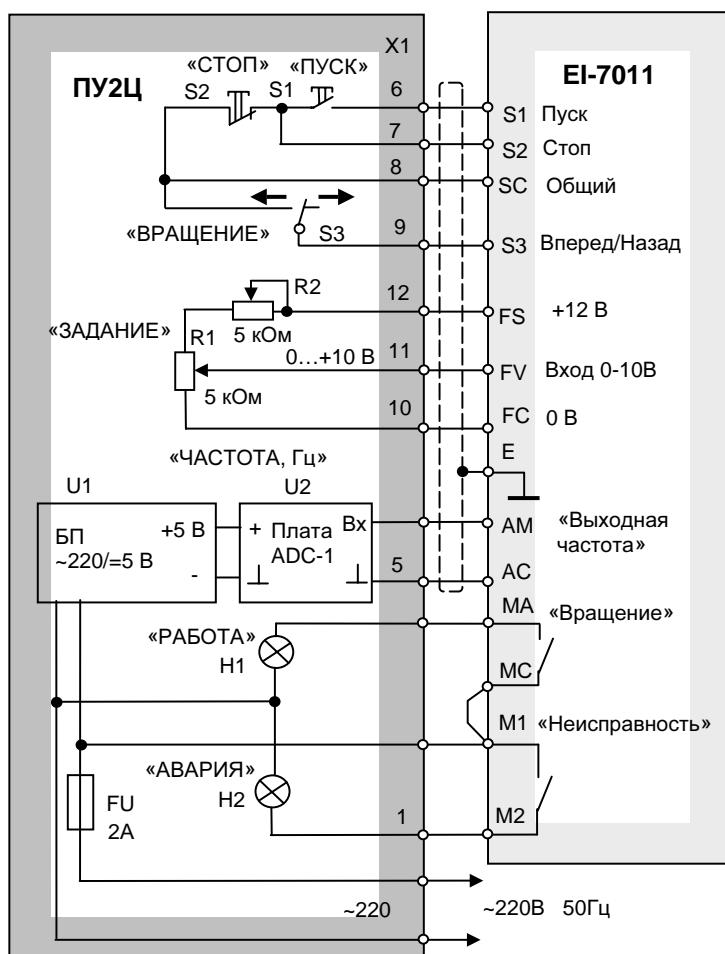 X1
ПУ2Ц
EI-7011
«СТОП» «ПУСК»
S2 S1
6
S1 Пуск
7
S2 Стоп
8
SC Общий
«ВРАЩЕНИЕ» S3
9
S3 Вперед/Назад
R2
12
5 кОм
FS +12 В
«ЗАДАНИЕ» R1
0…+10 В
11
FV Вход 0-10В
5 кОм
10
FC 0 В
E
«ЧАСТОТА, Гц»
U1 U2
БП
~220/=5 В
+5 В
-
+ Плата
ADC-1
Вх
5
AM «Выходная
частота»
AC
MA «Вращение»
«РАБОТА»
H1
MC
M1 «Неисправность»
«АВАРИЯ»
H2
FU
2А
1
M2
~220
~220В 50Гц